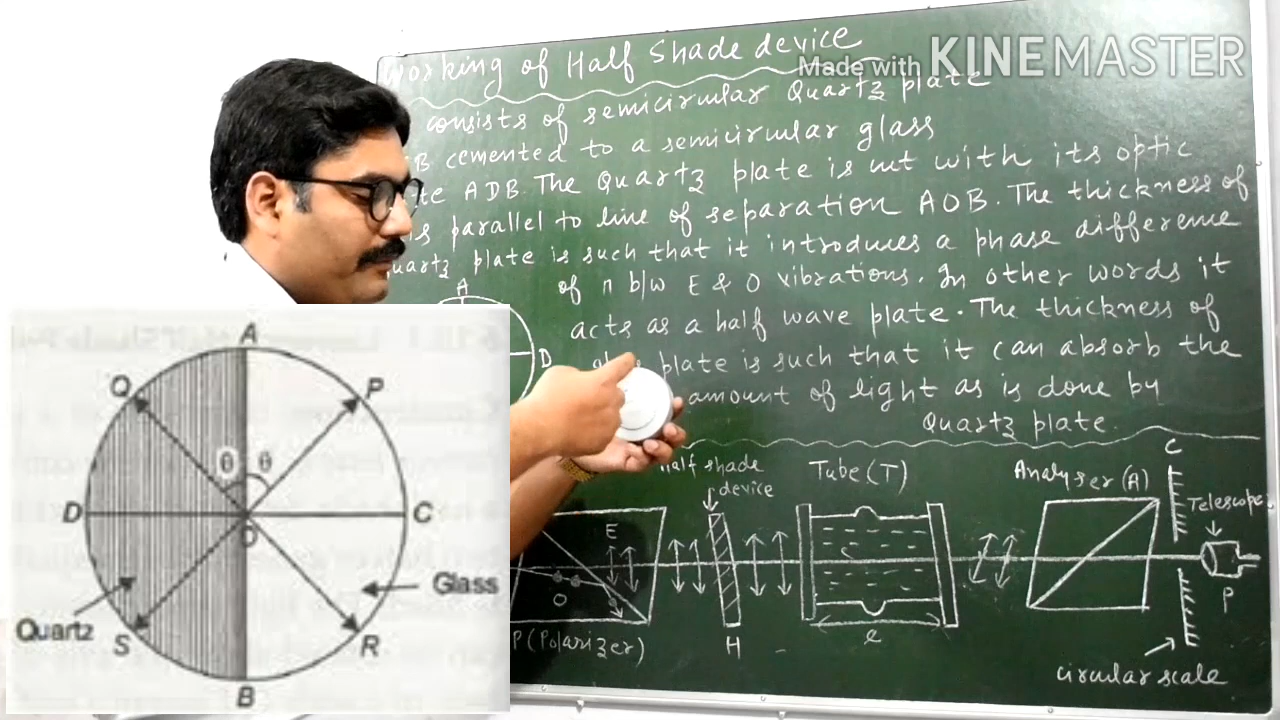 Working of Half Shade device
Made with KINEMASTER
consists of semicircular Quartz plate
B cemented to a semicircular glass
ADB. The Quartz plate is cut with its optic
is parallel to line of separation AOB. The thickness of
uartz plate is such that it introduces a phase difference
of π b/w E & O vibrations. In other words it
acts as a half wave plate. The thickness of
plate is such that it can absorb the
amount of light as is done by
Quartz plate.
A
D
A
Q
P
θ
θ
D
O
C
Glass
Quartz
S
R
B
half shade
device
Tube (T)
Analyser (A)
C
Telescope
E
O
P
P (Polarizer)
H
l
circular scale